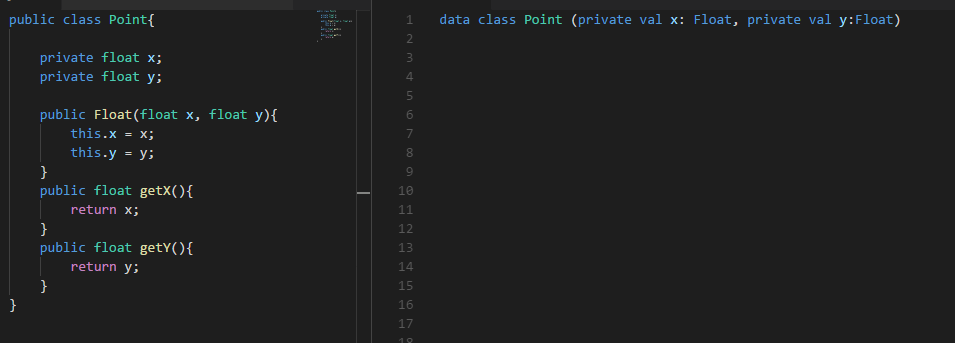 public class Point{
private float x;
private float y;
public Float(float x, float y){
this.x = x;
this.y = y;
}
public float getX(){
return x;
}
public float getY(){
return y;
}
}
1 data class Point (private val x: Float, private val y:Float)
2
3
4
5
6
7
8
9
10
11
12
13
14
15
16
17
18